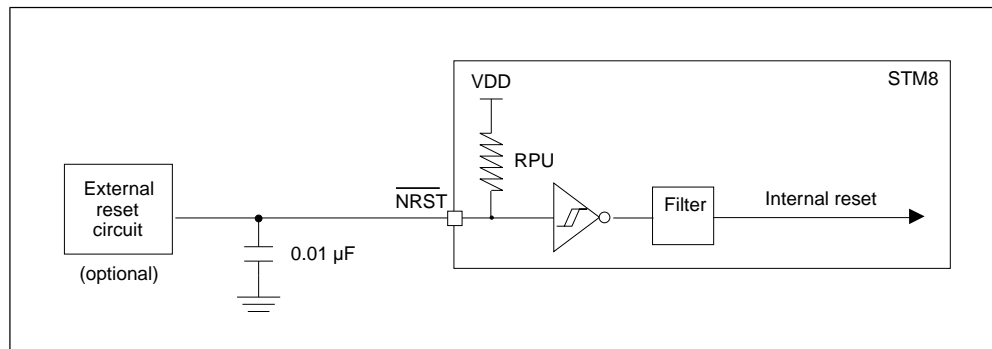 STM8
VDD
RPU
External
reset
circuit
(optional)
NRST
Filter
Internal reset
0.01 µF